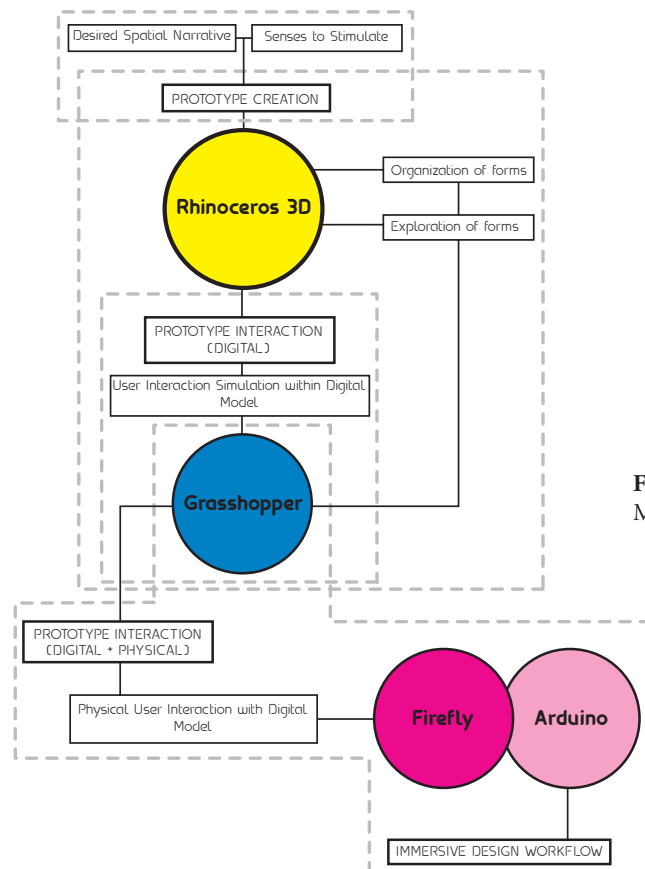 Desired Spatial Narrative
Senses to Stimulate
PROTOTYPE CREATION
Rhinoceros 3D
Organization of forms
Exploration of forms
PROTOTYPE INTERACTION
(DIGITAL)
User Interaction Simulation within Digital
Model
Grasshopper
F
M
PROTOTYPE INTERACTION
(DIGITAL + PHYSICAL)
Physical User Interaction with Digital
Model
Firefly
Arduino
IMMERSIVE DESIGN WORKFLOW